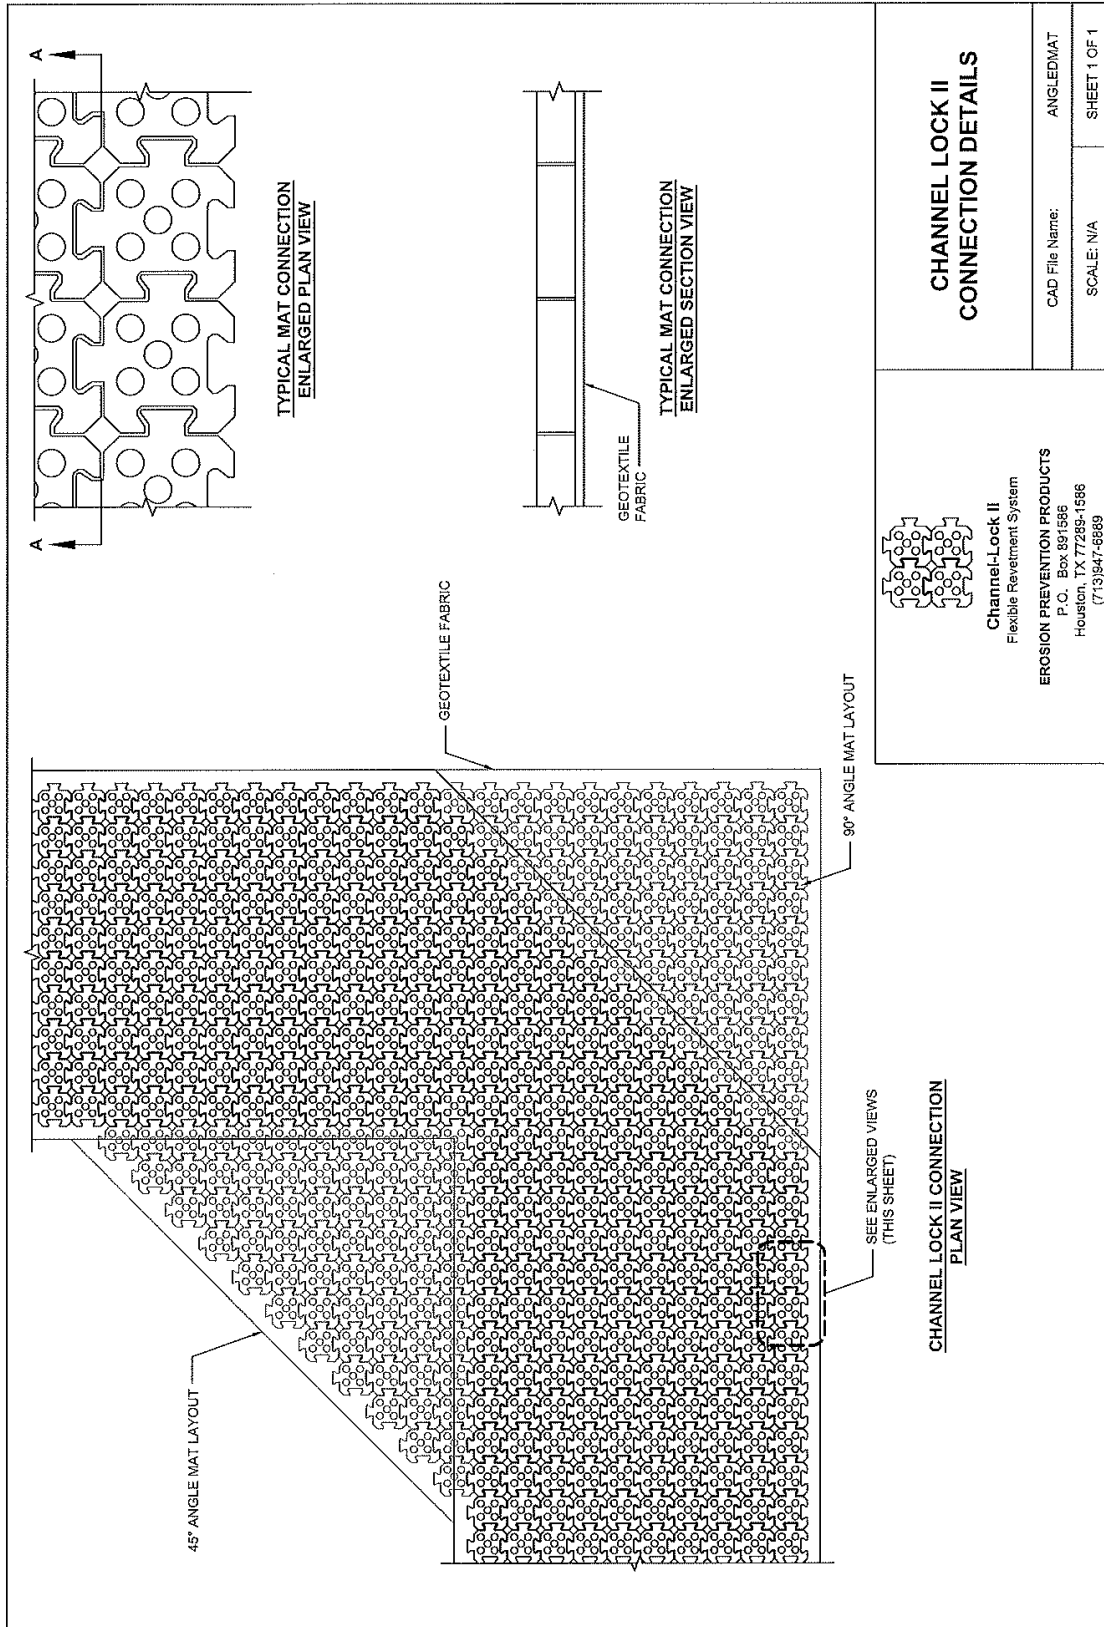 A
A
TYPICAL MAT CONNECTION
ENLARGED PLAN VIEW
GEOTEXTILE
FABRIC
TYPICAL MAT CONNECTION
ENLARGED SECTION VIEW
45° ANGLE MAT LAYOUT
GEOTEXTILE FABRIC
90° ANGLE MAT LAYOUT
SEE ENLARGED VIEWS
(THIS SHEET)
CHANNEL LOCK II CONNECTION
PLAN VIEW
Channel-Lock II
Flexible Revetment System
EROSION PREVENTION PRODUCTS
P.O. Box 891586
Houston, TX 77289-1586
(713)947-6689
CHANNEL LOCK II
CONNECTION DETAILS
CAD File Name:
ANGLEDMAT
SCALE: N/A
SHEET 1 OF 1